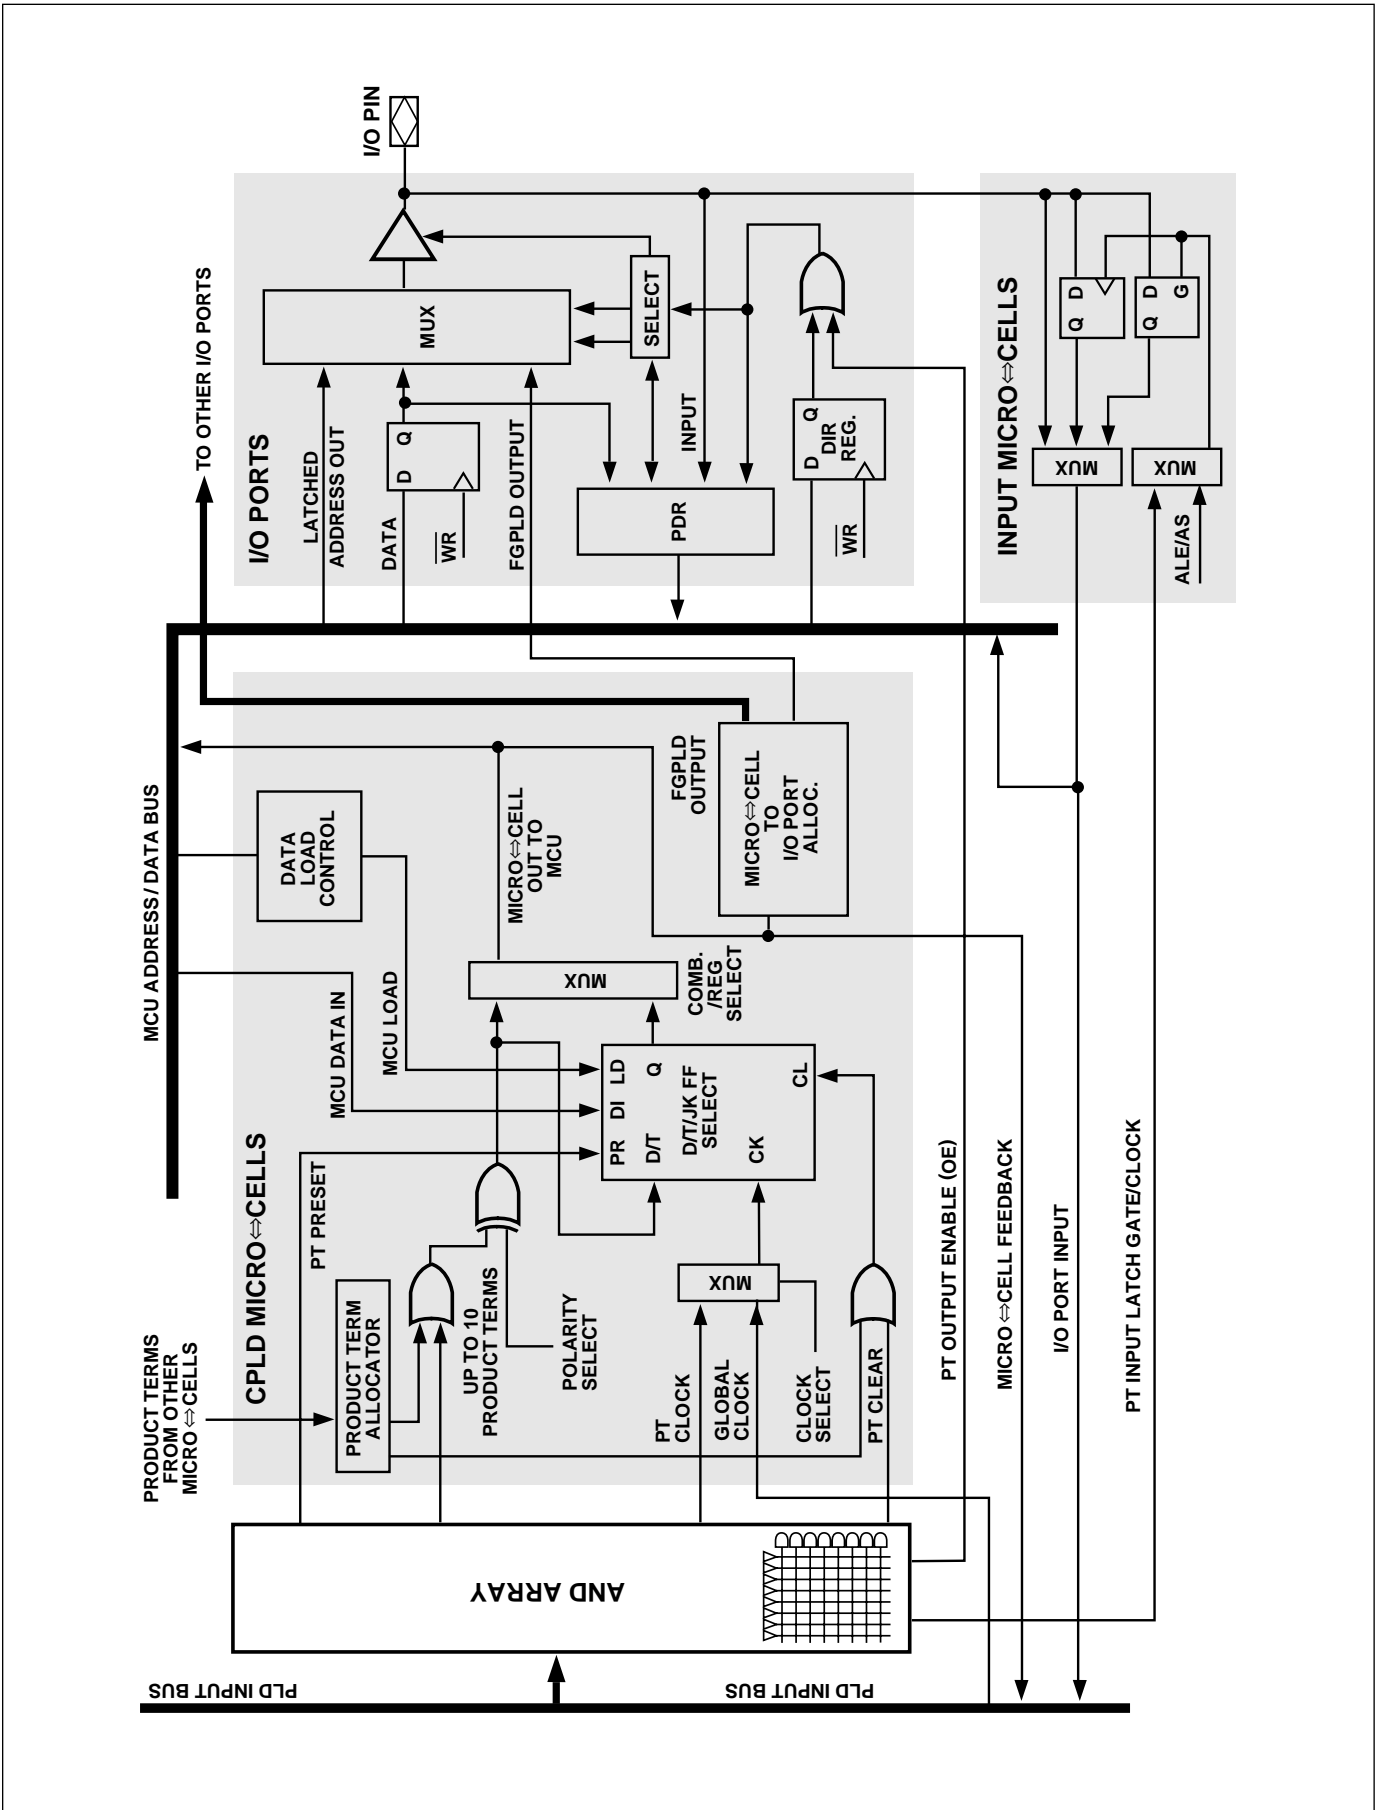 PLD INPUT BUS
PLD INPUT BUS
AND ARRAY
PRODUCT TERMS
FROM OTHER
MICRO⇔CELLS
CPLD MICRO⇔CELLS
PRODUCT TERM
ALLOCATOR
PT PRESET
UP TO 10
PRODUCT TERMS
POLARITY
SELECT
PT
CLOCK
GLOBAL
CLOCK
CLOCK
SELECT
PT CLEAR
MUX
MCU ADDRESS / DATA BUS
MCU DATA IN
MCU LOAD
DATA
LOAD
CONTROL
PR
DI
LD
D/T
Q
D/T/JK FF
SELECT
CK
CL
MUX
COMB.
/REG
SELECT
MICRO⇔CELL
OUT TO
MCU
FGPLD
OUTPUT
MICRO⇔CELL
TO
I/O PORT
ALLOC.
TO OTHER I/O PORTS
I/O PORTS
LATCHED
ADDRESS OUT
DATA
WR
D
Q
FGPLD OUTPUT
MUX
SELECT
INPUT
PDR
D
Q
DIR
REG.
WR
I/O PIN
INPUT MICRO⇔CELLS
MUX
Q
D
Q
D
G
MUX
ALE/AS
PT OUTPUT ENABLE (OE)
MICRO⇔CELL FEEDBACK
I/O PORT INPUT
PT INPUT LATCH GATE/CLOCK